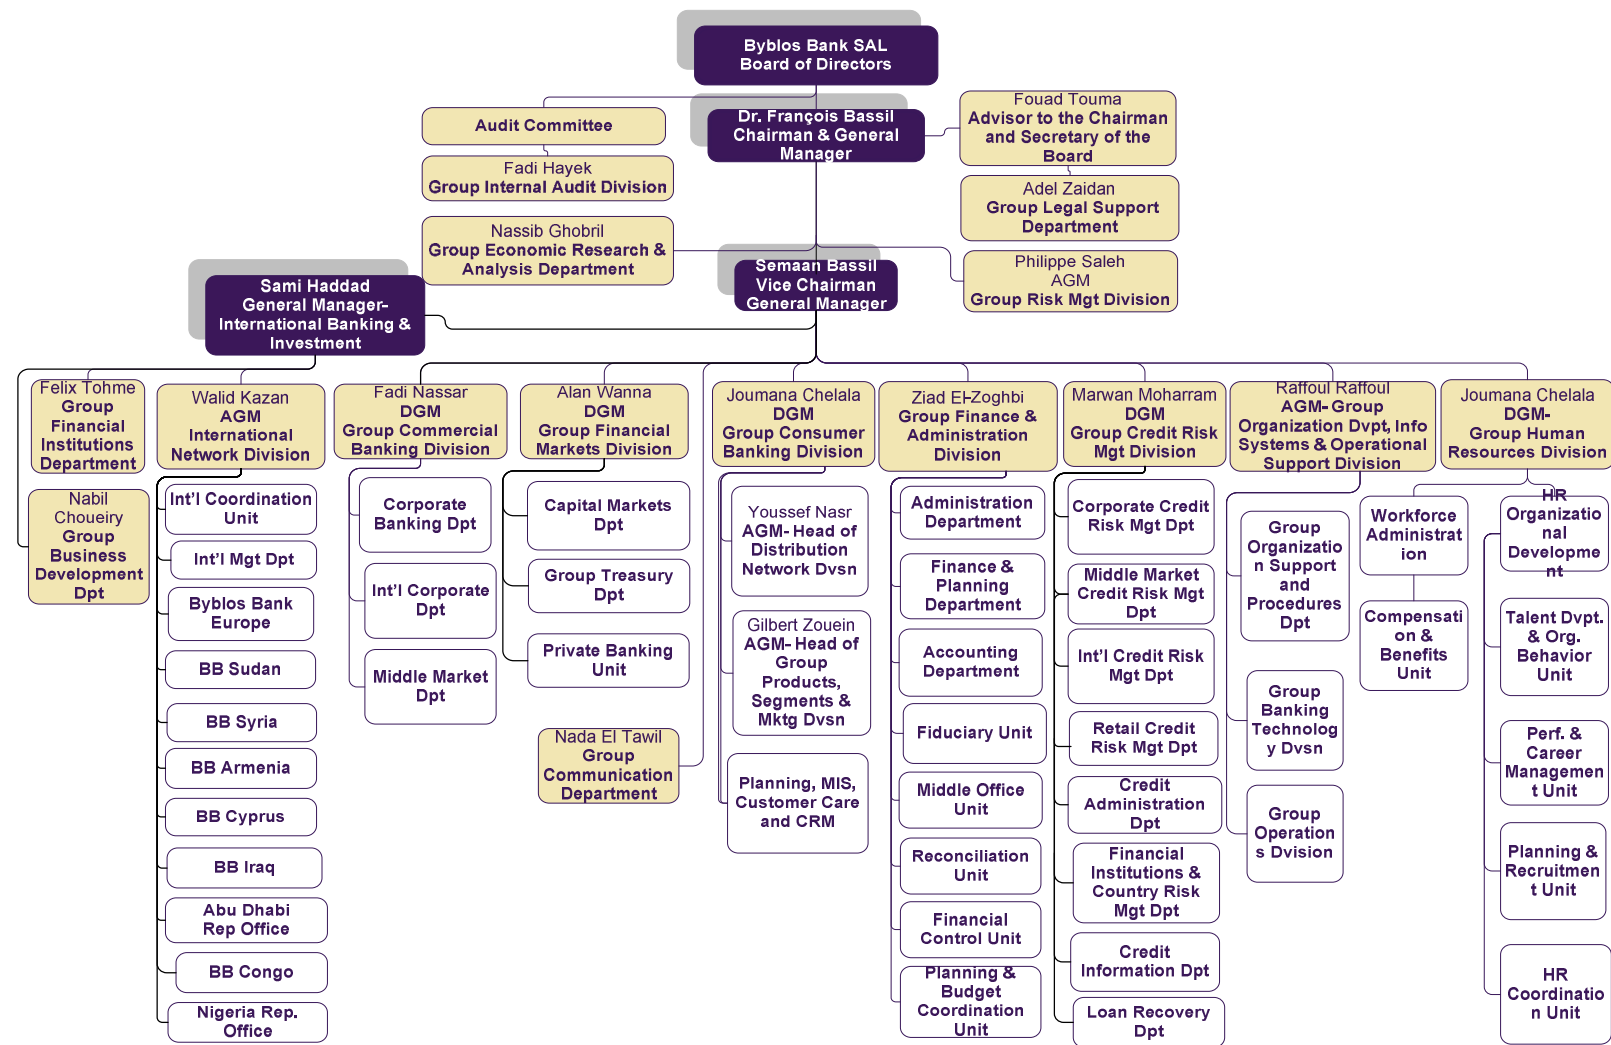 Byblos Bank SAL
Board of Directors
Audit Committee
Dr. François Bassil
Chairman & General
Manager
Fouad Touma
Advisor to the Chairman
and Secretary of the
Board
Fadi Hayek
Group Internal Audit Division
Adel Zaidan
Group Legal Support
Department
Nassib Ghobril
Group Economic Research &
Analysis Department
Semaan Bassil
Vice Chairman
General Manager
Philippe Saleh
AGM
Group Risk Mgt Division
Sami Haddad
General Manager–
International Banking &
Investment
Felix Tohme
Group
Financial
Institutions
Department
Walid Kazan
AGM
International
Network Division
Fadi Nassar
DGM
Group Commercial
Banking Division
Alan Wanna
DGM
Group Financial
Markets Division
Joumana Chelala
DGM
Group Consumer
Banking Division
Ziad El-Zoghbi
Group Finance &
Administration
Division
Marwan Moharram
DGM
Group Credit Risk
Mgt Division
Raffoul Raffoul
AGM- Group
Organization Dvpt, Info
Systems & Operational
Support Division
Joumana Chelala
DGM-
Group Human
Resources Division
Nabil
Choueiry
Group
Business
Development
Dpt
Int'l Coordination
Unit
Int'l Mgt Dpt
Byblos Bank
Europe
BB Sudan
BB Syria
BB Armenia
BB Cyprus
BB Iraq
Abu Dhabi
Rep Office
BB Congo
Nigeria Rep.
Office
Corporate
Banking Dpt
Int'l Corporate
Dpt
Middle Market
Dpt
Capital Markets
Dpt
Group Treasury
Dpt
Private Banking
Unit
Nada El Tawil
Group
Communication
Department
Youssef Nasr
AGM- Head of
Distribution
Network Dvsn
Gilbert Zouein
AGM- Head of
Group
Products,
Segments &
Mktg Dvsn
Planning, MIS,
Customer Care
and CRM
Administration
Department
Finance &
Planning
Department
Accounting
Department
Fiduciary Unit
Middle Office
Unit
Reconciliation
Unit
Financial
Control Unit
Planning &
Budget
Coordination
Unit
Corporate Credit
Risk Mgt Dpt
Middle Market
Credit Risk Mgt
Dpt
Int'l Credit Risk
Mgt Dpt
Retail Credit
Risk Mgt Dpt
Credit
Administration
Dpt
Financial
Institutions &
Country Risk
Mgt Dpt
Credit
Information Dpt
Loan Recovery
Dpt
Group
Organizatio
n Support
and
Procedures
Dpt
Group
Banking
Technolog
y Dvsn
Group
Operation
s Dvision
Workforce
Administrat
ion
Compensati
on &
Benefits
Unit
HR
Organizatio
nal
Developme
nt
Talent Dvpt.
& Org.
Behavior
Unit
Perf. &
Career
Managemen
t Unit
Planning &
Recruitmen
t Unit
HR
Coordinatio
n Unit